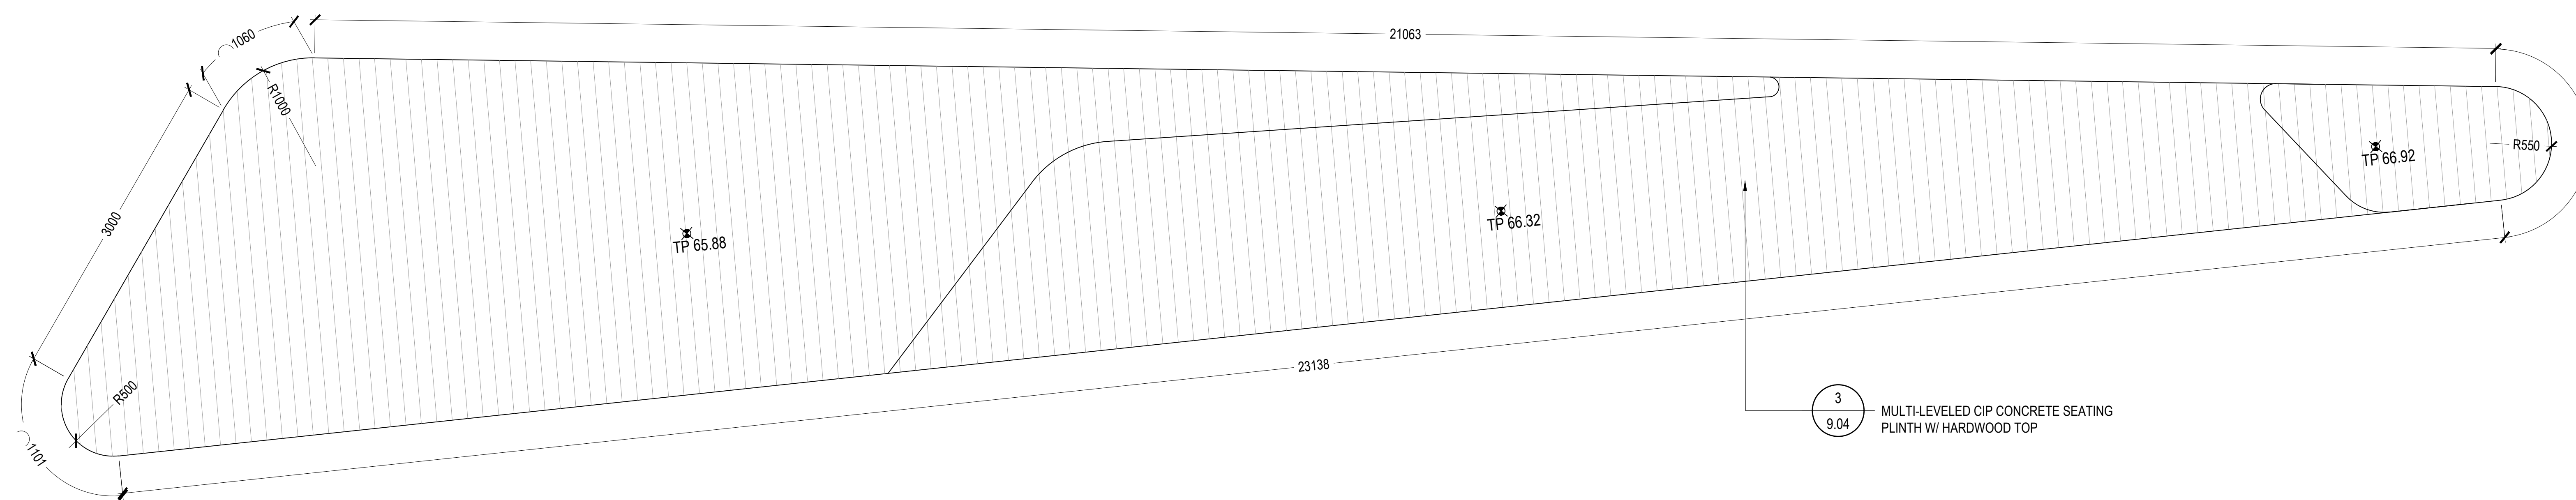 21063
⌒1060
R1000
3000
R550
TP 66.92
TP 66.32
TP 65.88
23138
R500
⌒1101
3
9.04
MULTI-LEVELED CIP CONCRETE SEATING
PLINTH W/ HARDWOOD TOP